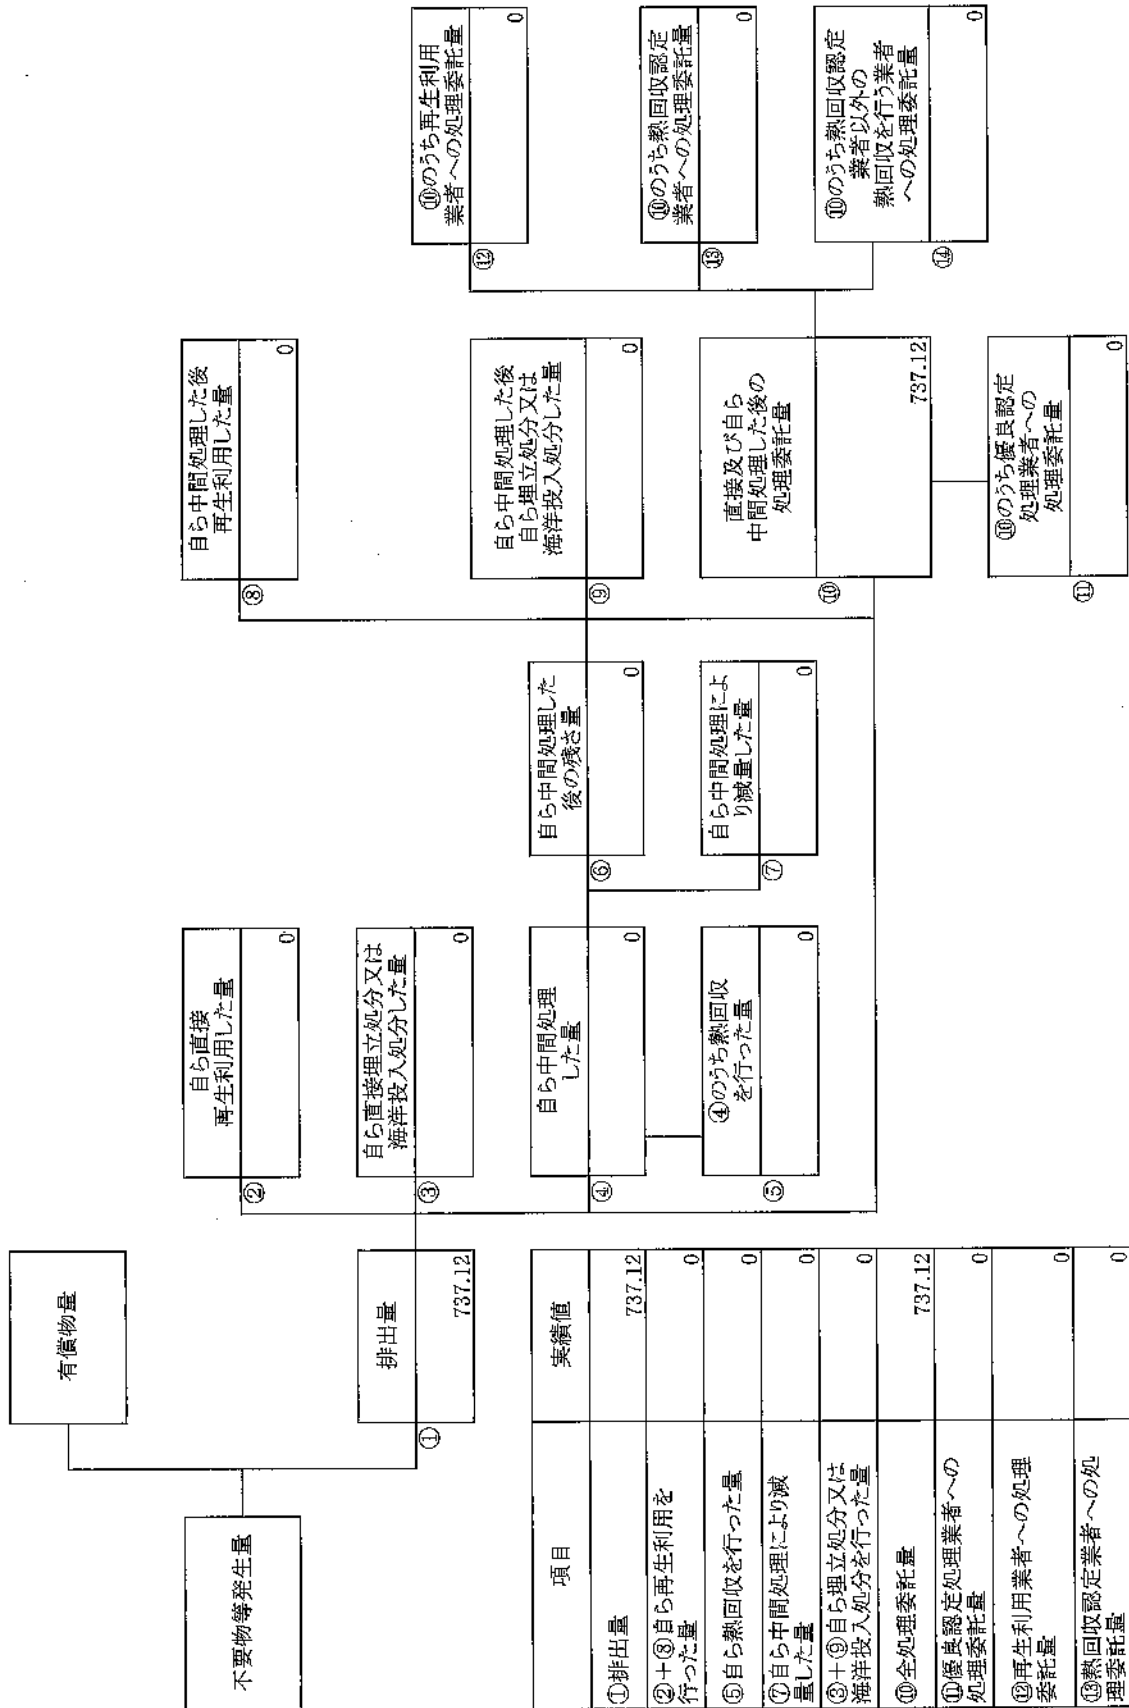 不要物等発生量
有償物量
①
排出量
737.12
②
自ら直接
再生利用した量
0
③
自ら直接埋立処分又は
海洋投入処分した量
0
④
自ら中間処理
した量
0
⑤
④のうち熱回収
を行った量
0
⑥
自ら中間処理した
後の残さ量
0
⑦
自ら中間処理によ
り減量した量
0
⑧
自ら中間処理した後
再生利用した量
0
⑨
自ら中間処理した後
自ら埋立処分又は
海洋投入処分した量
0
⑩
直接及び自ら
中間処理した後の
処理委託量
737.12
⑪
⑩のうち優良認定
処理業者への
処理委託量
0
⑫
⑩のうち再生利用
業者への処理委託量
0
⑬
⑩のうち熱回収認定
業者への処理委託量
0
⑭
⑩のうち熱回収認定
業者以外の
熱回収を行う業者
への処理委託量
0
項目 実績値
①排出量 737.12
②+⑧自ら再生利用を
行った量 0
⑤自ら熱回収を行った量 0
⑦自ら中間処理により減
量した量 0
③+⑨自ら埋立処分又は
海洋投入処分を行った量 0
⑩全処理委託量 737.12
⑪優良認定処理業者への
処理委託量 0
⑫再生利用業者への処理
委託量 0
⑬熱回収認定業者への処
理委託量 0